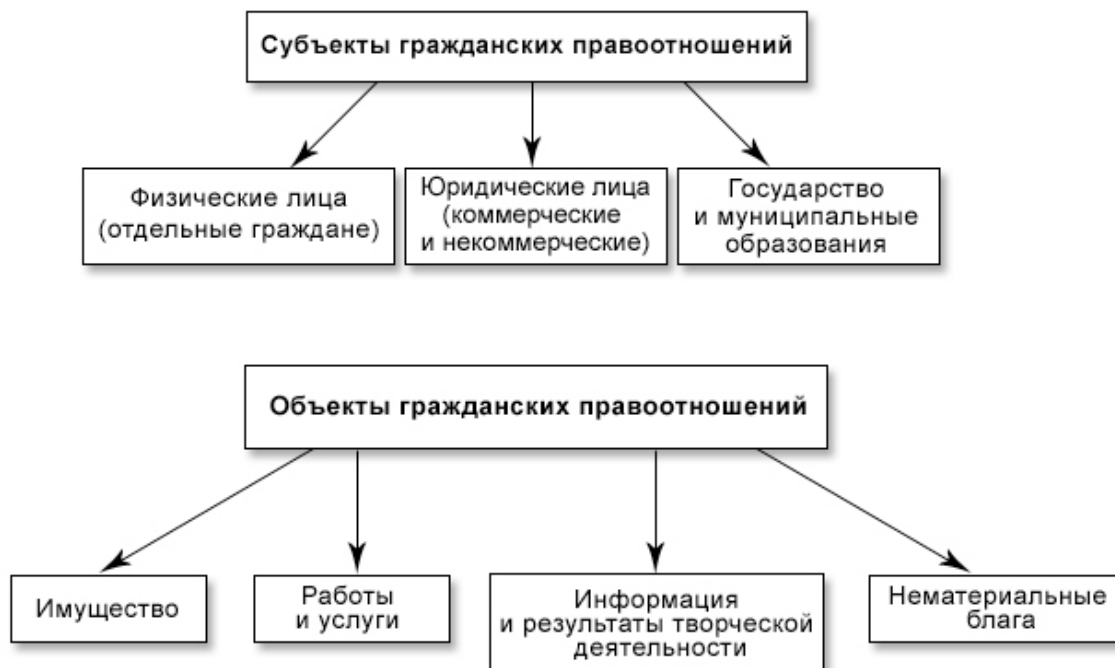 Субъекты гражданских правоотношений
Физические лица
(отдельные граждане)
Юридические лица
(коммерческие
и некоммерческие)
Государство
и муниципальные
образования
Объекты гражданских правоотношений
Имущество
Работы
и услуги
Информация
и результаты творческой
деятельности
Нематериальные
блага